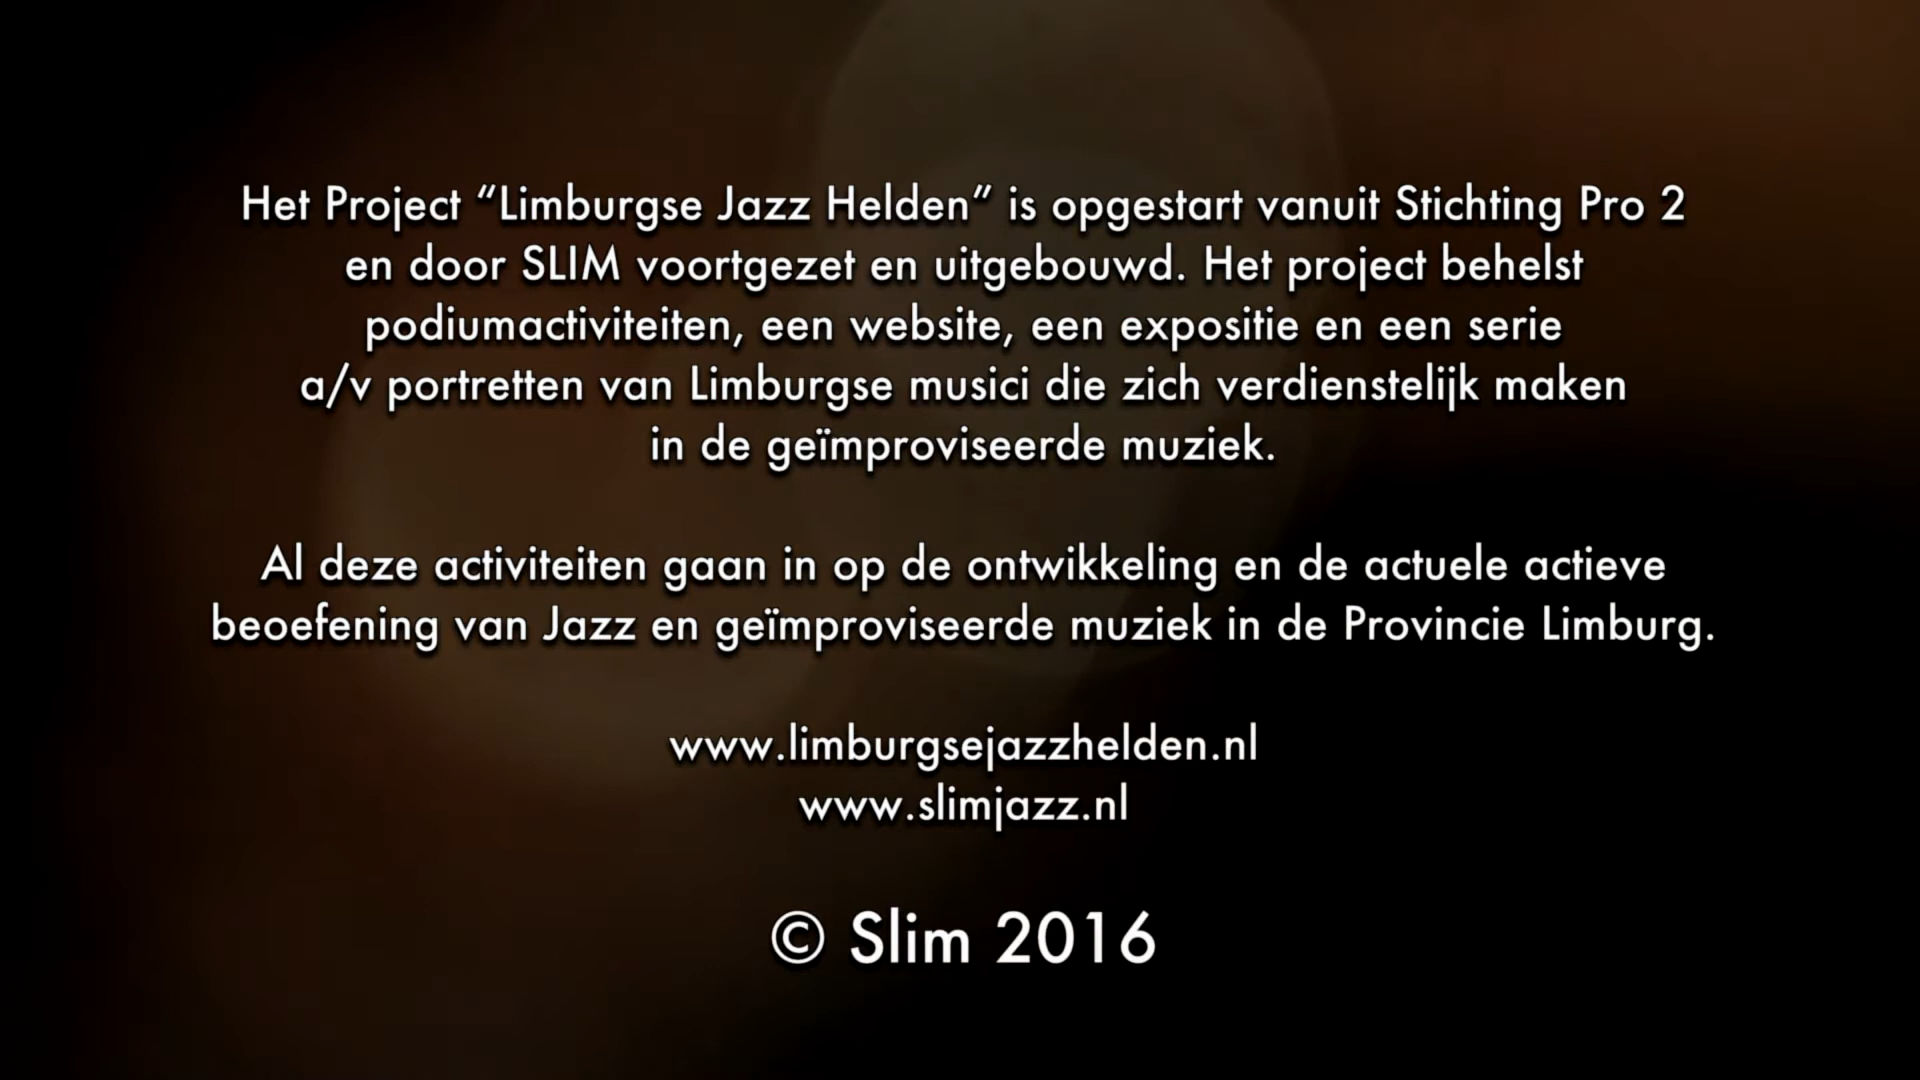 Het Project “Limburgse Jazz Helden” is opgestart vanuit Stichting Pro 2
en door SLIM voortgezet en uitgebouwd. Het project behelst
podiumactiviteiten, een website, een expositie en een serie
a/v portretten van Limburgse musici die zich verdienstelijk maken
in de geïmproviseerde muziek.
Al deze activiteiten gaan in op de ontwikkeling en de actuele actieve
beoefening van Jazz en geïmproviseerde muziek in de Provincie Limburg.
www.limburgsejazzhelden.nl
www.slimjazz.nl
© Slim 2016